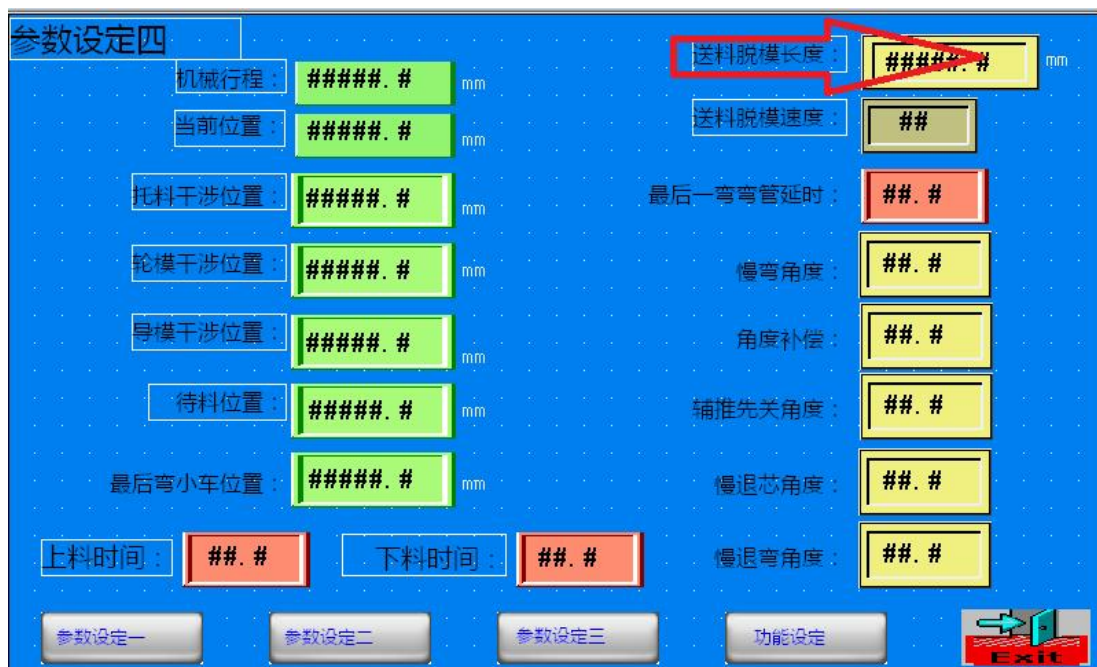 参数设定四
机械行程： #####. # mm
当前位置： #####. # mm
托料干涉位置： #####. # mm
轮模干涉位置： #####. # mm
导模干涉位置： #####. # mm
待料位置： #####. # mm
最后弯小车位置： #####. # mm
送料脱模长度： #####. # mm
送料脱模速度： ##
最后一弯弯管延时： ##. #
慢弯角度： ##. #
角度补偿： ##. #
辅推先关角度： ##. #
慢退芯角度： ##. #
慢退弯角度： ##. #
上料时间： ##. # 下料时间： ##. #
参数设定一 参数设定二 参数设定三 功能设定 Exit